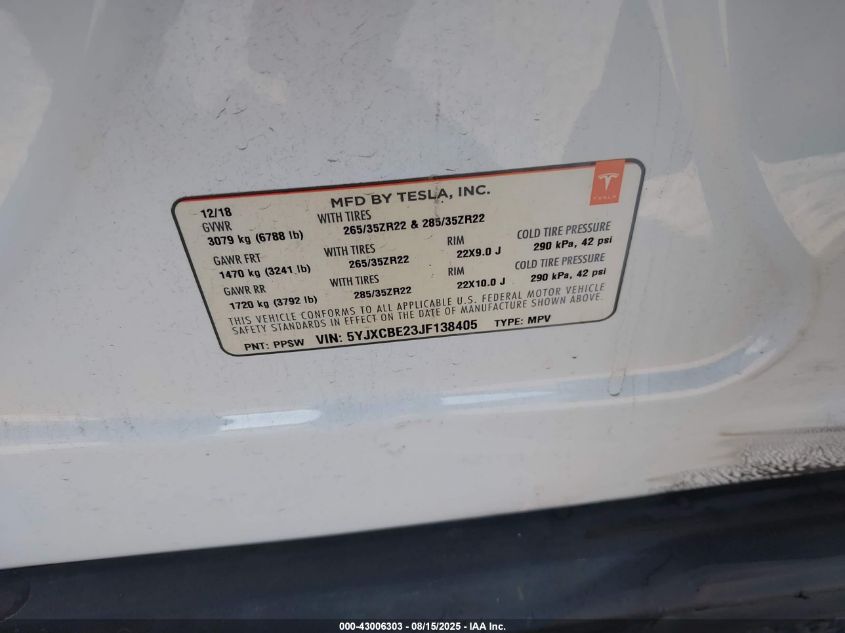 MFD BY TESLA, INC.
TESLA
12/18
GVWR WITH TIRES
3079 kg (6788 lb) 265/35ZR22 & 285/35ZR22
GAWR FRT WITH TIRES RIM COLD TIRE PRESSURE
1470 kg (3241 lb) 265/35ZR22 22X9.0 J 290 kPa, 42 psi
GAWR RR WITH TIRES RIM COLD TIRE PRESSURE
1720 kg (3792 lb) 285/35ZR22 22X10.0 J 290 kPa, 42 psi
THIS VEHICLE CONFORMS TO ALL APPLICABLE U.S. FEDERAL MOTOR VEHICLE
SAFETY STANDARDS IN EFFECT ON THE DATE OF MANUFACTURE SHOWN ABOVE.
PNT: PPSW VIN: 5YJXCBE23JF138405 TYPE: MPV
000-43006303 - 08/15/2025 - IAA Inc.